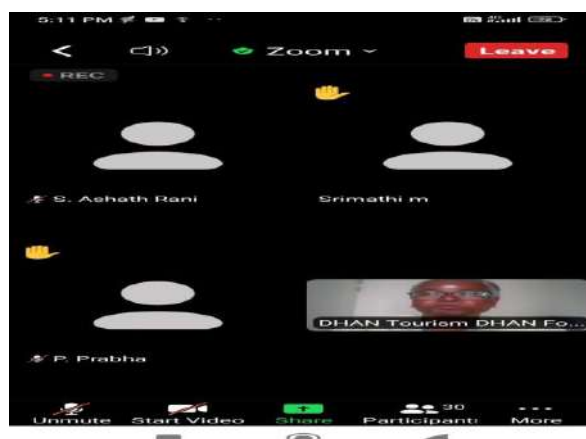 5:11 PM
Zoom
Leave
REC
S. Ashath Rani
Srimathi m
DHAN Tourism DHAN Fo...
P. Prabha
30
Unmute
Start Video
Share
Participants
More